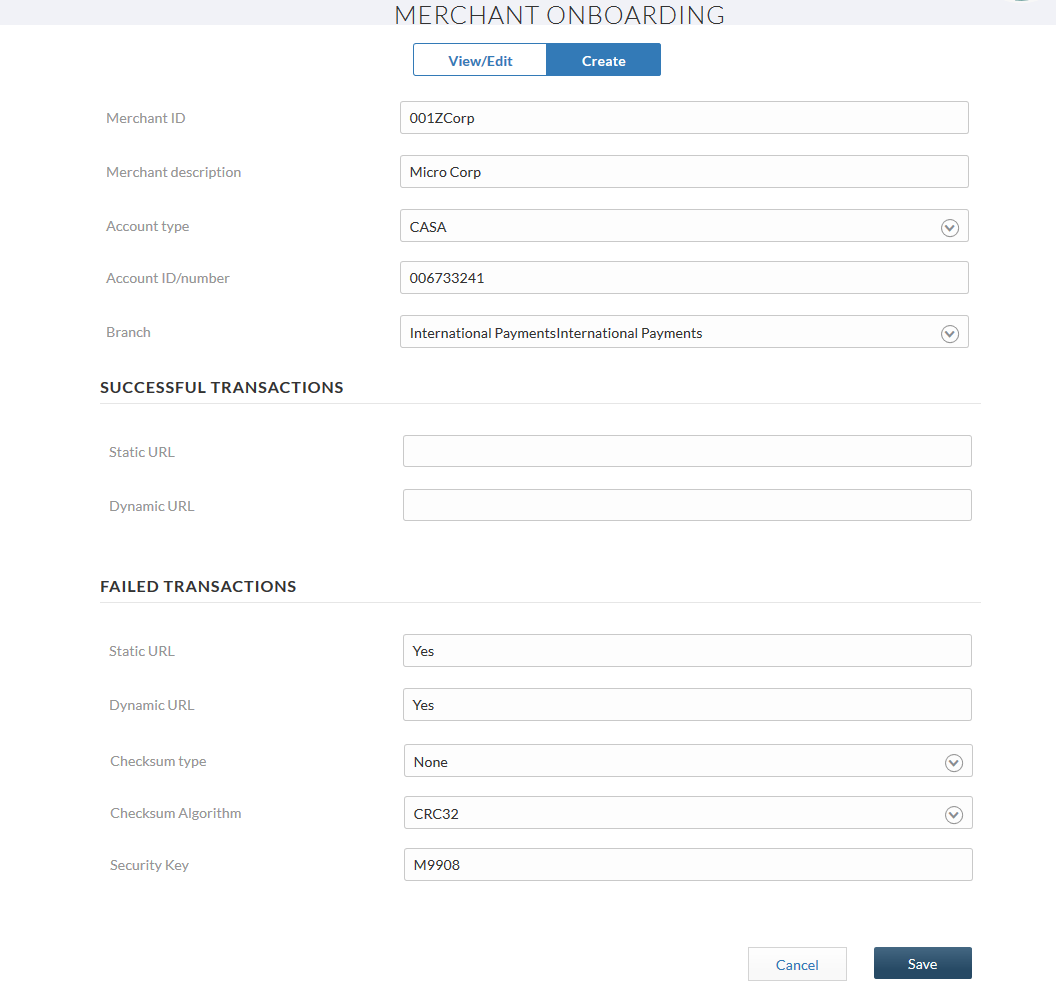 MERCHANT ONBOARDING
View/Edit Create
Merchant ID 001ZCorp
Merchant description Micro Corp
Account type CASA
Account ID/number 006733241
Branch International PaymentsInternational Payments
SUCCESSFUL TRANSACTIONS
Static URL
Dynamic URL
FAILED TRANSACTIONS
Static URL Yes
Dynamic URL Yes
Checksum type None
Checksum Algorithm CRC32
Security Key M9908
Cancel Save